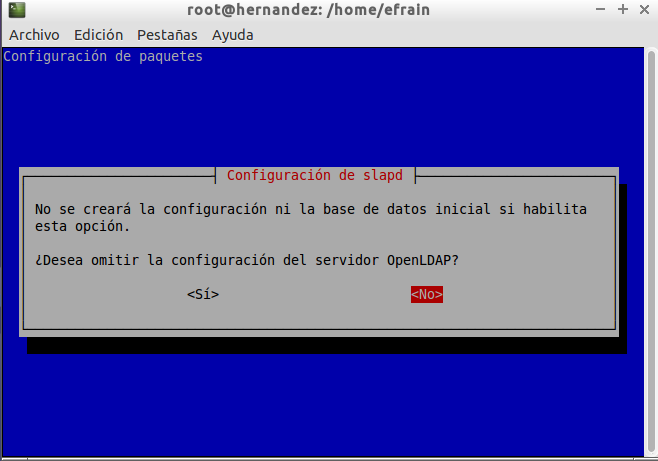 root@hernandez: /home/efrain
Archivo Edición Pestañas Ayuda
Configuración de paquetes
Configuración de slapd
No se creará la configuración ni la base de datos inicial si habilita
esta opción.
¿Desea omitir la configuración del servidor OpenLDAP?
<Sí> <No>